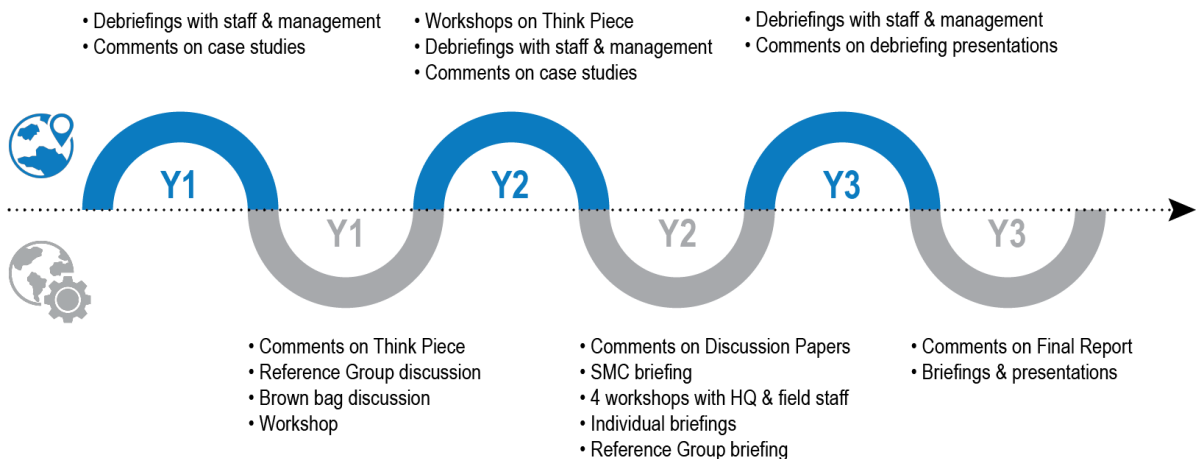 • Debriefings with staff & management
• Comments on case studies
• Workshops on Think Piece
• Debriefings with staff & management
• Comments on case studies
• Debriefings with staff & management
• Comments on debriefing presentations
Y1
Y2
Y3
Y1
Y2
Y3
• Comments on Think Piece
• Reference Group discussion
• Brown bag discussion
• Workshop
• Comments on Discussion Papers
• SMC briefing
• 4 workshops with HQ & field staff
• Individual briefings
• Reference Group briefing
• Comments on Final Report
• Briefings & presentations